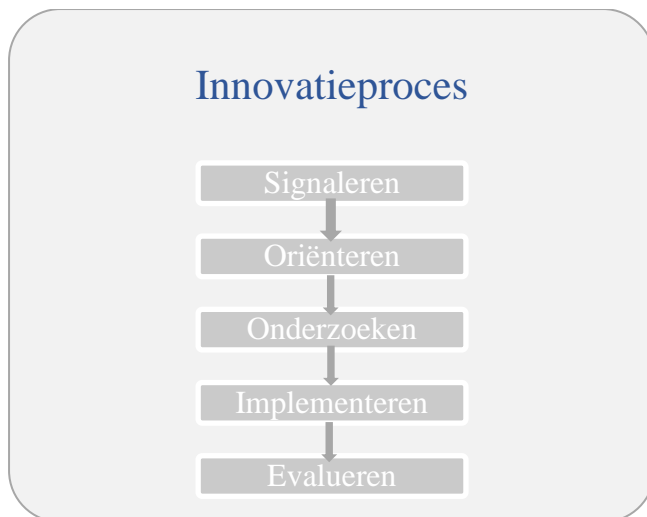 Innovatieproces
Signaleren
Oriënteren
Onderzoeken
Implementeren
Evalueren